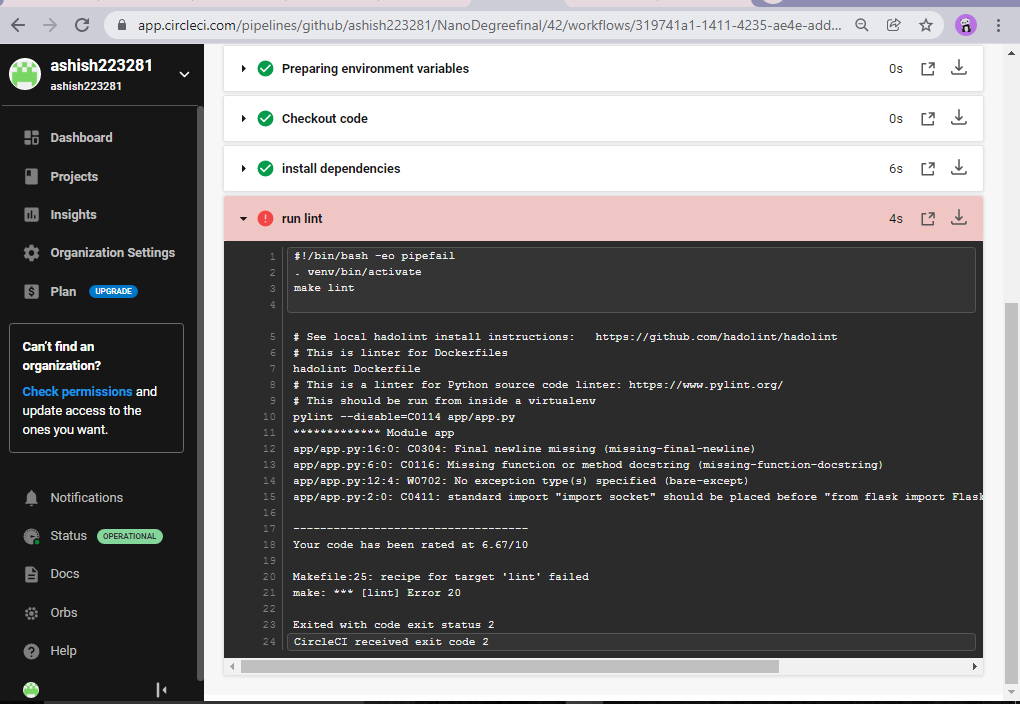 app.circleci.com/pipelines/github/ashish223281/NanoDegreefinal/42/workflows/319741a1-1411-4235-ae4e-add...
ashish223281
ashish223281
Dashboard
Projects
Insights
Organization Settings
Plan UPGRADE
Can't find an
organization?
Check permissions and
update access to the
ones you want.
Notifications
Status OPERATIONAL
Docs
Orbs
Help
Preparing environment variables 0s
Checkout code 0s
install dependencies 6s
run lint 4s
1 #!/bin/bash -eo pipefail
2 . venv/bin/activate
3 make lint
4
5 # See local hadolint install instructions:   https://github.com/hadolint/hadolint
6 # This is linter for Dockerfiles
7 hadolint Dockerfile
8 # This is a linter for Python source code linter: https://www.pylint.org/
9 # This should be run from inside a virtualenv
10 pylint --disable=C0114 app/app.py
11 ************* Module app
12 app/app.py:16:0: C0304: Final newline missing (missing-final-newline)
13 app/app.py:6:0: C0116: Missing function or method docstring (missing-function-docstring)
14 app/app.py:12:4: W0702: No exception type(s) specified (bare-except)
15 app/app.py:2:0: C0411: standard import "import socket" should be placed before "from flask import Flask
16
17 -----------------------------------
18 Your code has been rated at 6.67/10
19
20 Makefile:25: recipe for target 'lint' failed
21 make: *** [lint] Error 20
22
23 Exited with code exit status 2
24 CircleCI received exit code 2